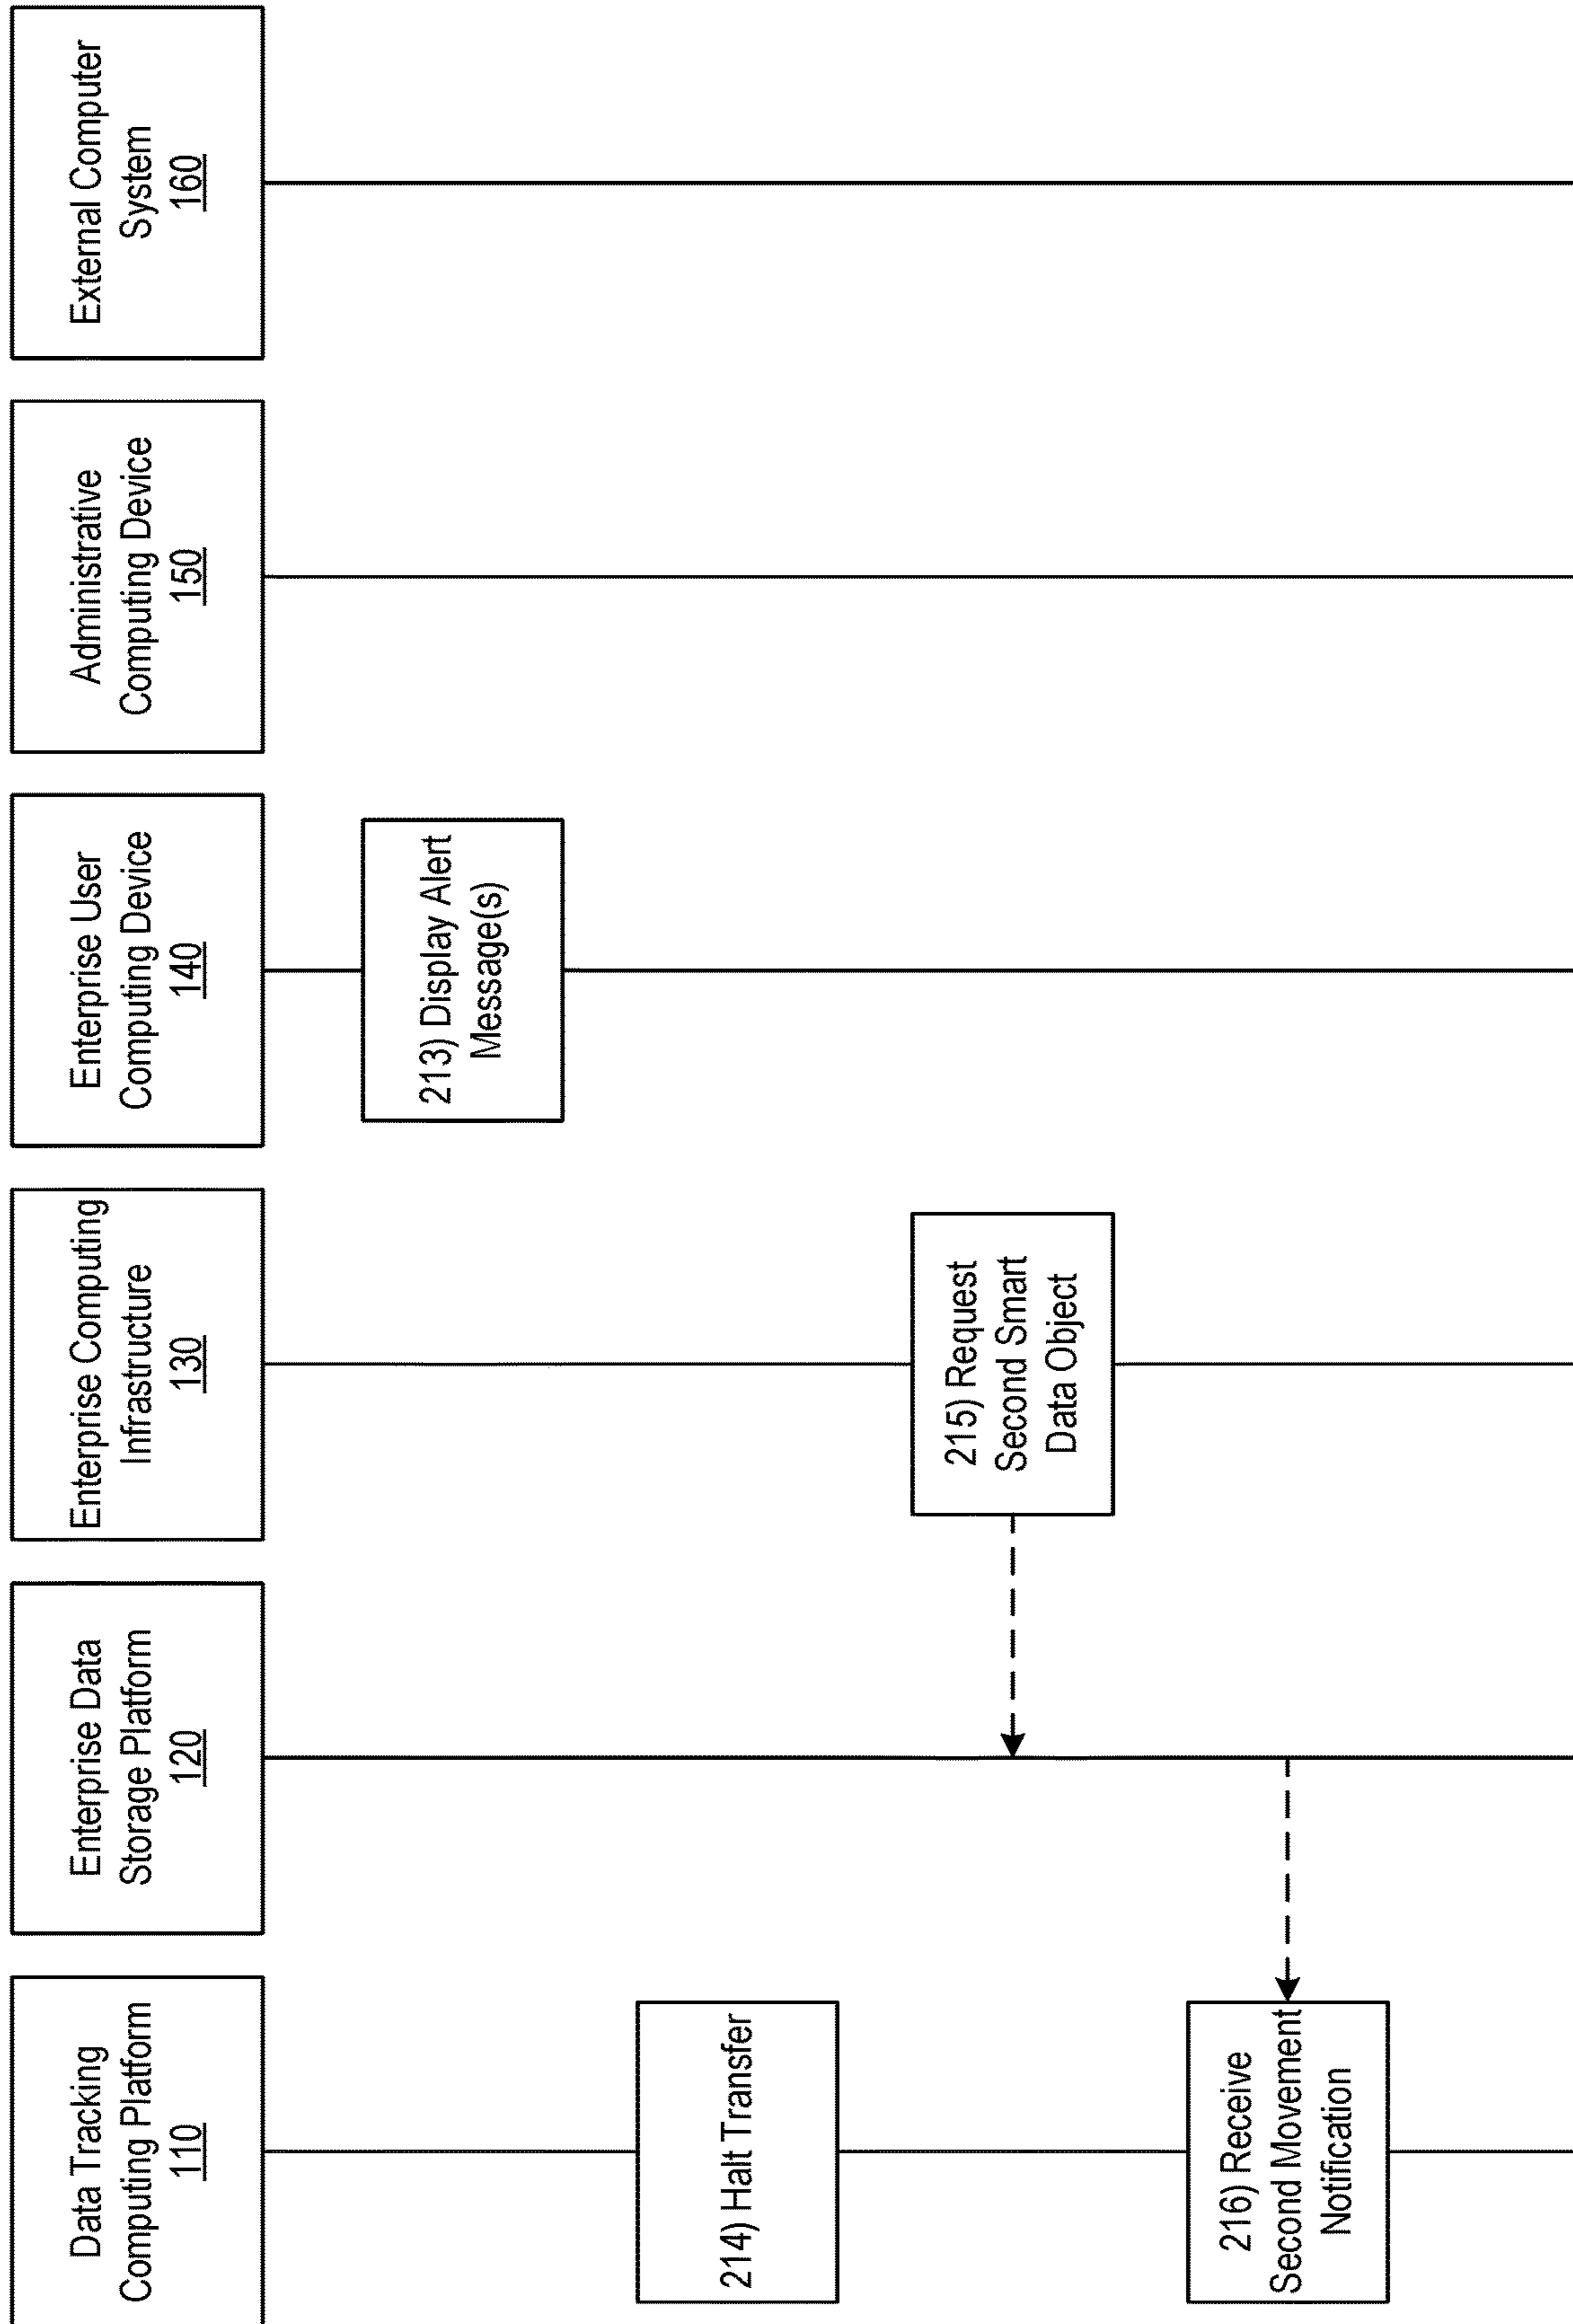 Data Tracking
Computing Platform
110
Enterprise Data
Storage Platform
120
Enterprise Computing
Infrastructure
130
Enterprise User
Computing Device
140
Administrative
Computing Device
150
External Computer
System
160
213) Display Alert
Message(s)
214) Halt Transfer
215) Request
Second Smart
Data Object
216) Receive
Second Movement
Notification